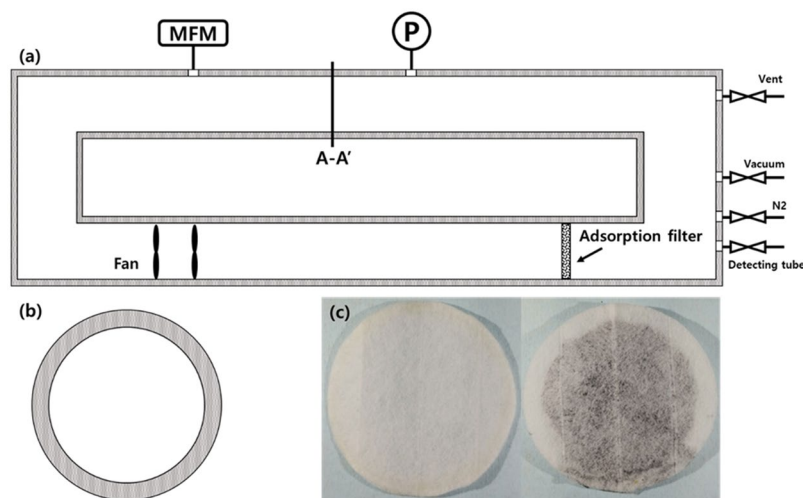 MFM
P
(a)
Vent
A-A'
Vacuum
N2
Fan
Adsorption filter
Detecting tube
(b)
(c)